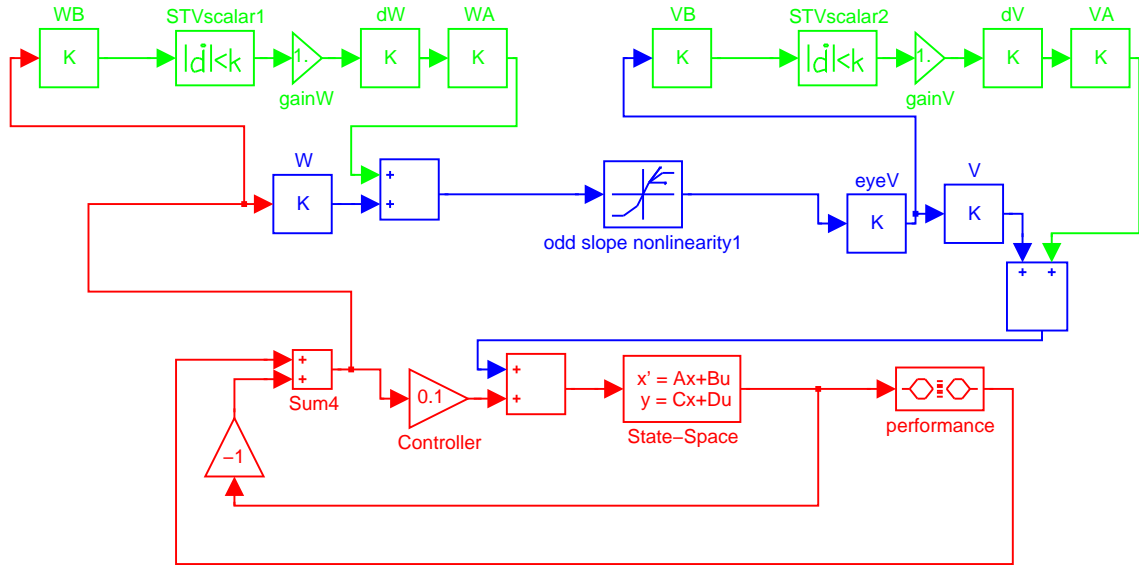 WB STVscalar1 dW WA VB STVscalar2 dV VA
K |d|<k 1. K K K |d|<k 1. K K
gainW gainV
W eyeV V
K + + K K
odd slope nonlinearity1
+ +
+ + Sum4
0.1
Controller
+ +
x' = Ax+Bu
y = Cx+Du
State−Space
performance
−1